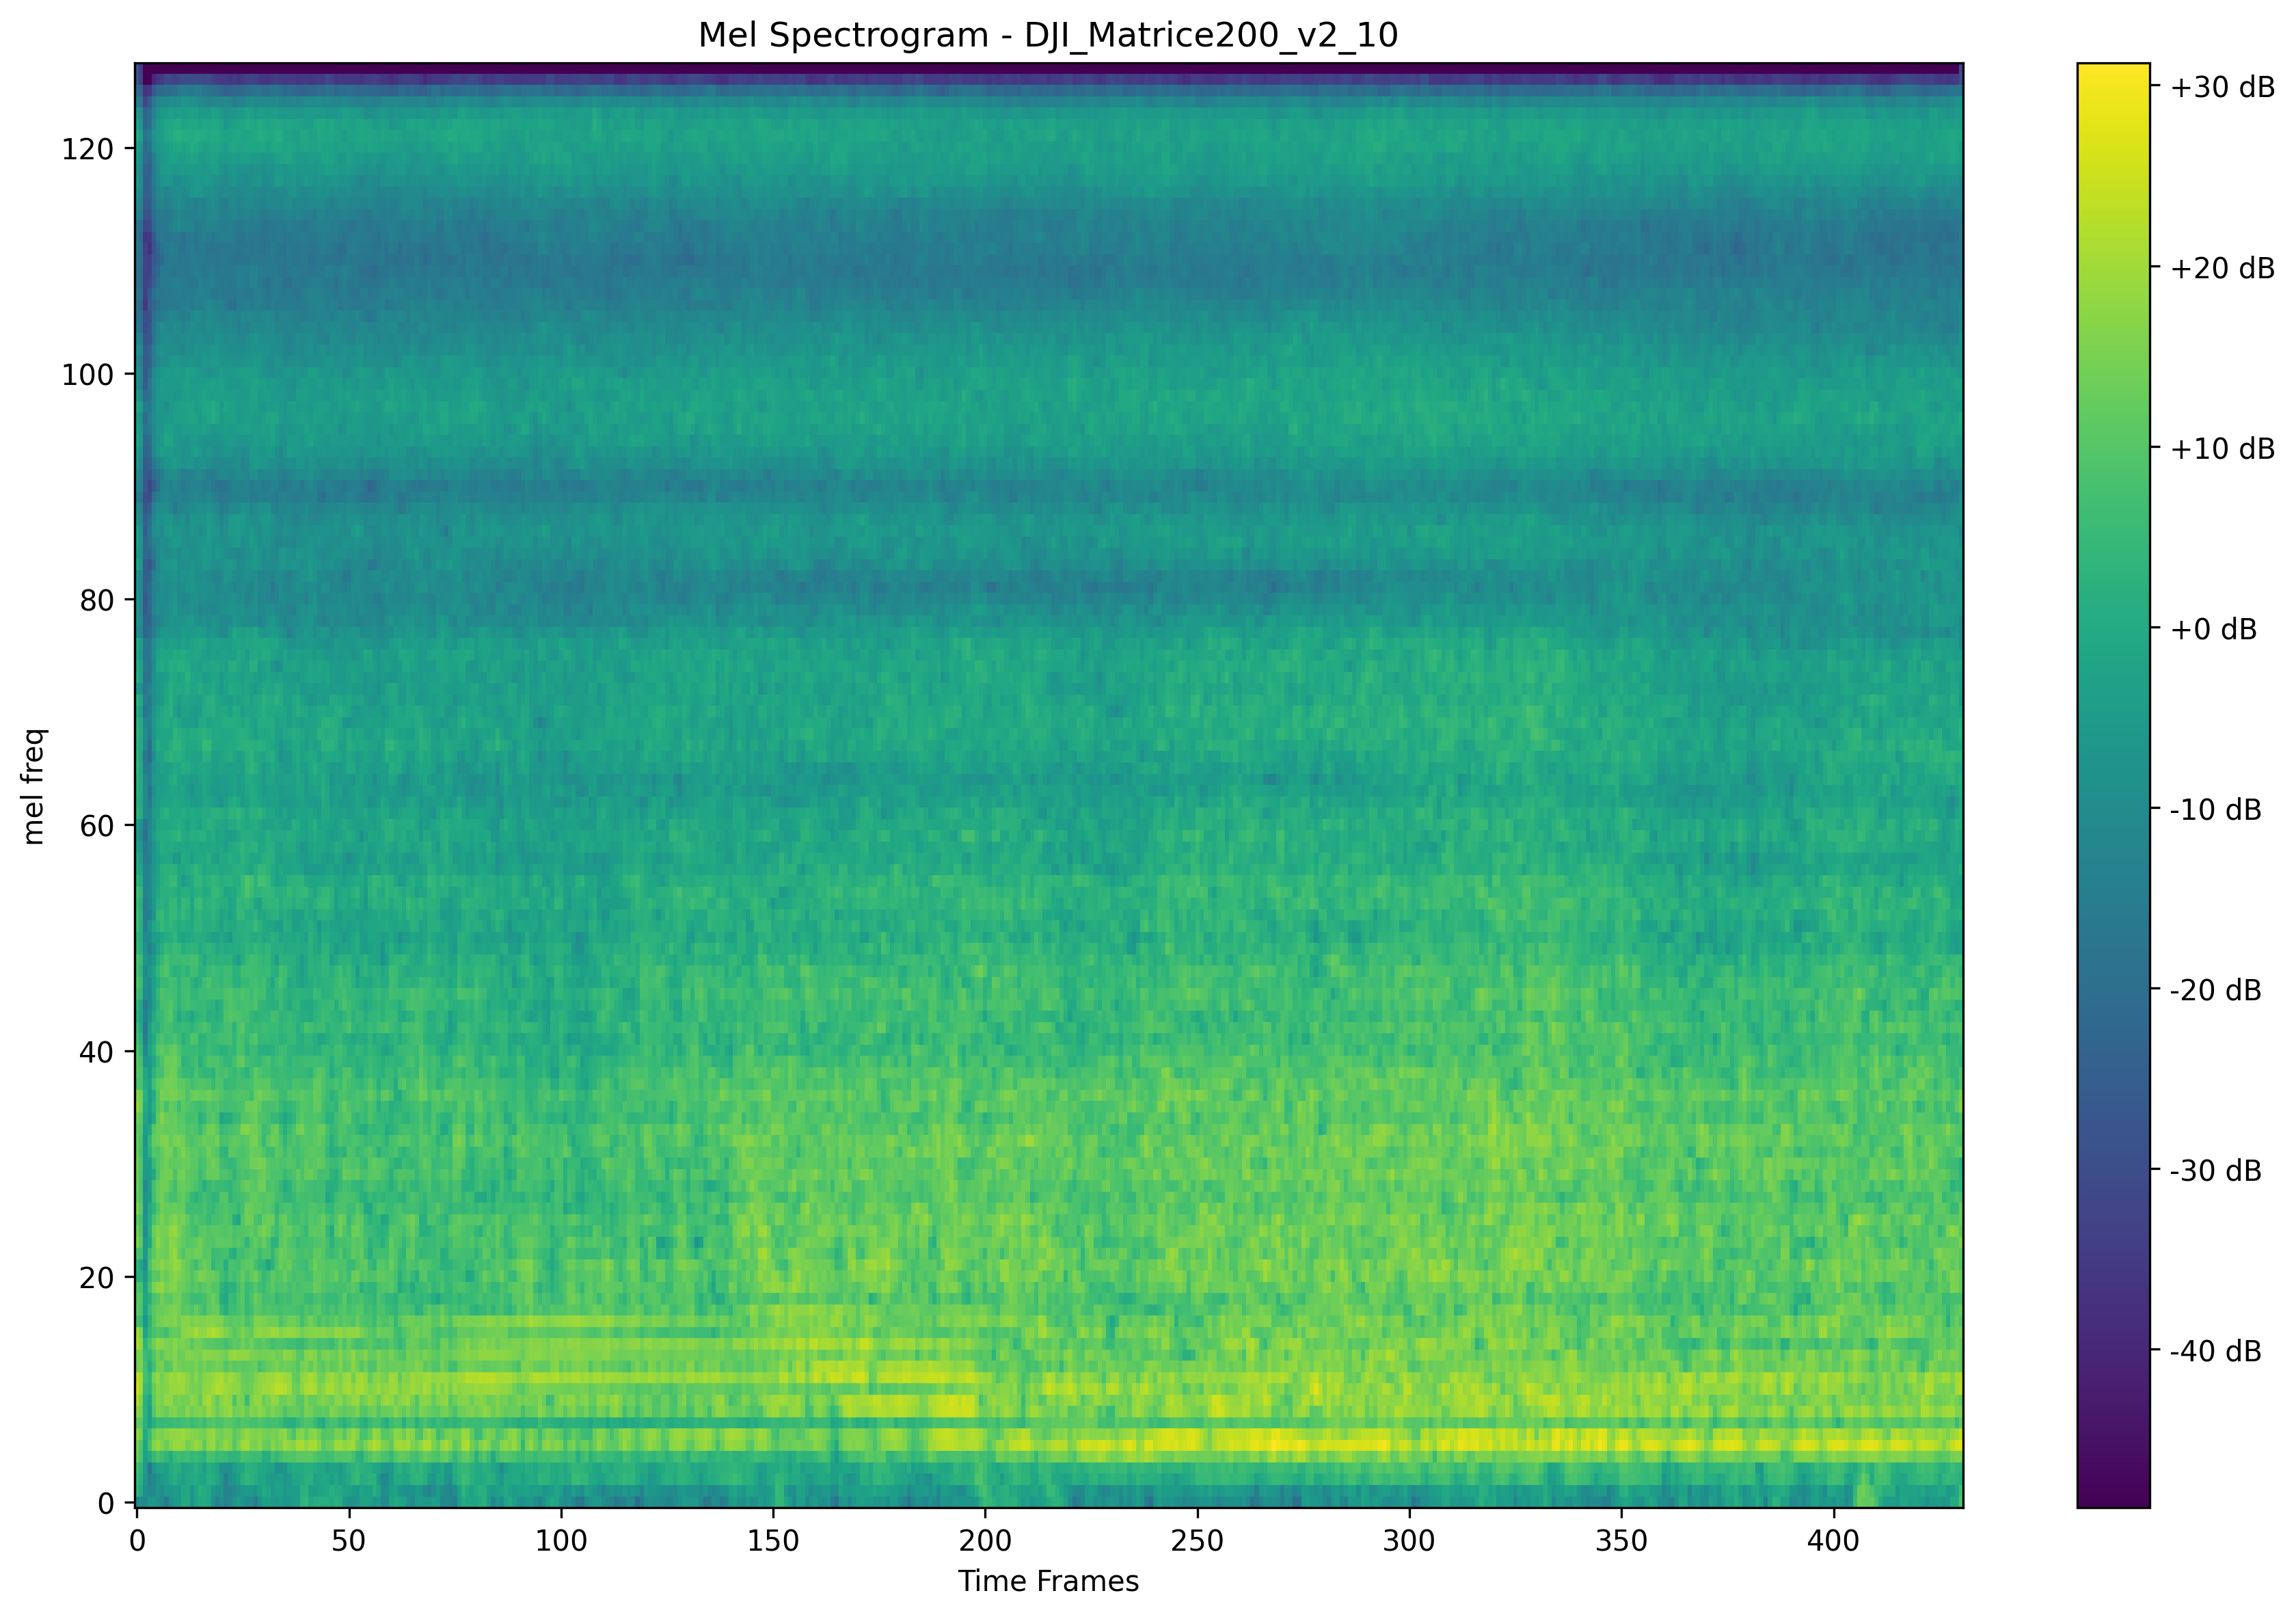 Mel Spectrogram - DJI_Matrice200_v2_10
mel freq
120
100
80
60
40
20
0
0 50 100 150 200 250 300 350 400
Time Frames
+30 dB
+20 dB
+10 dB
+0 dB
-10 dB
-20 dB
-30 dB
-40 dB